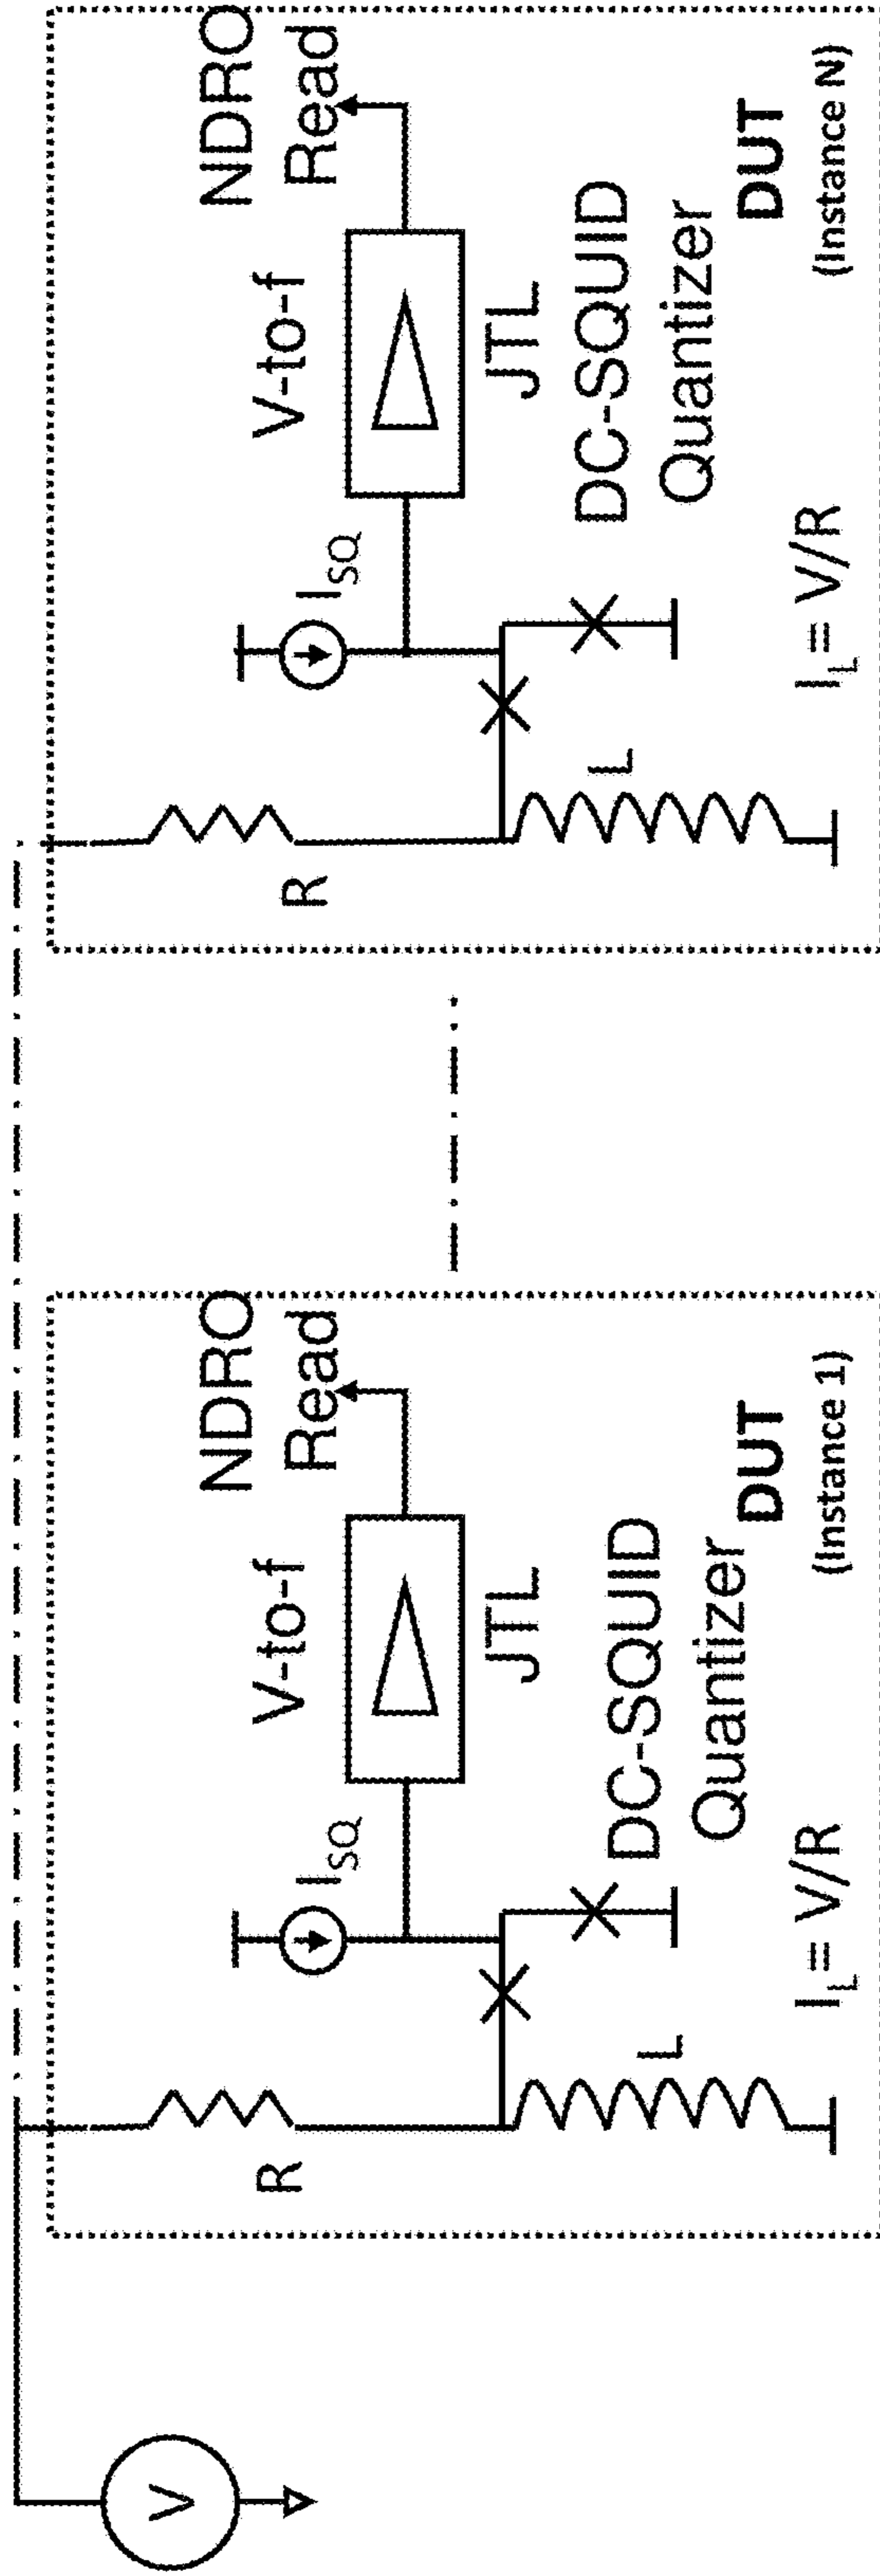 V
R
L
I_L= V/R
I_SQ
V-to-f
JTL
DC-SQUID
Quantizer
NDRO
Read
DUT
(Instance 1)
R
L
I_L= V/R
I_SQ
V-to-f
JTL
DC-SQUID
Quantizer
NDRO
Read
DUT
(Instance N)